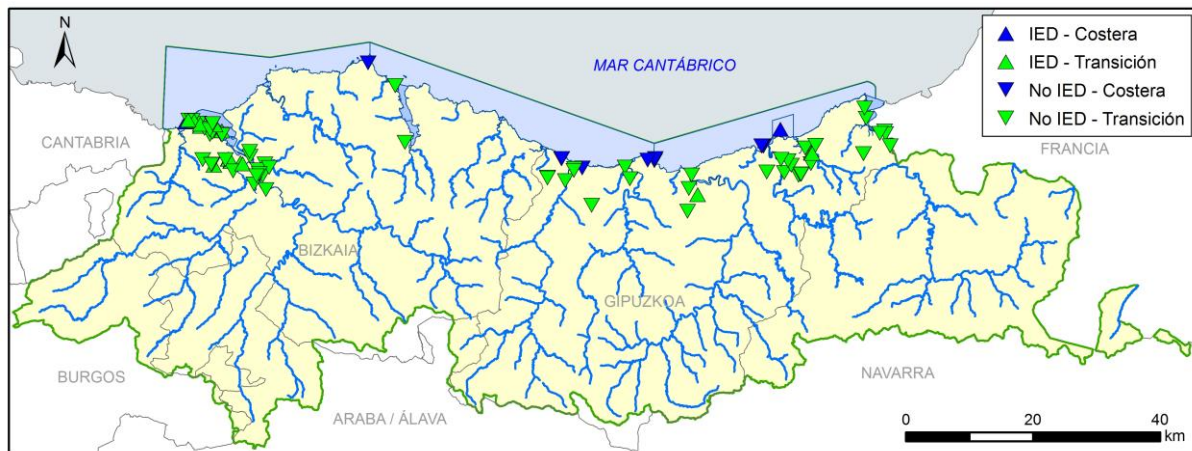 N
MAR CANTÁBRICO
IED - Costera
IED - Transición
No IED - Costera
No IED - Transición
CANTABRIA
FRANCIA
BIZKAIA
GIPUZKOA
BURGOS
ARABA / ÁLAVA
NAVARRA
0 20 40
km